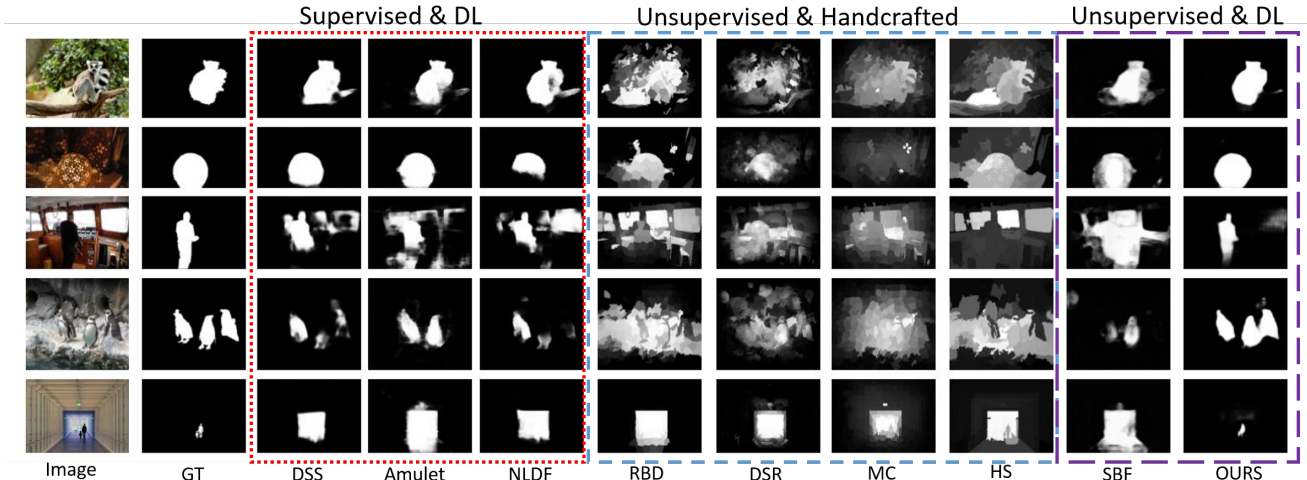 Supervised & DL
Unsupervised & Handcrafted
Unsupervised & DL
Image
GT
DSS
Amulet
NLDF
RBD
DSR
MC
HS
SBF
OURS